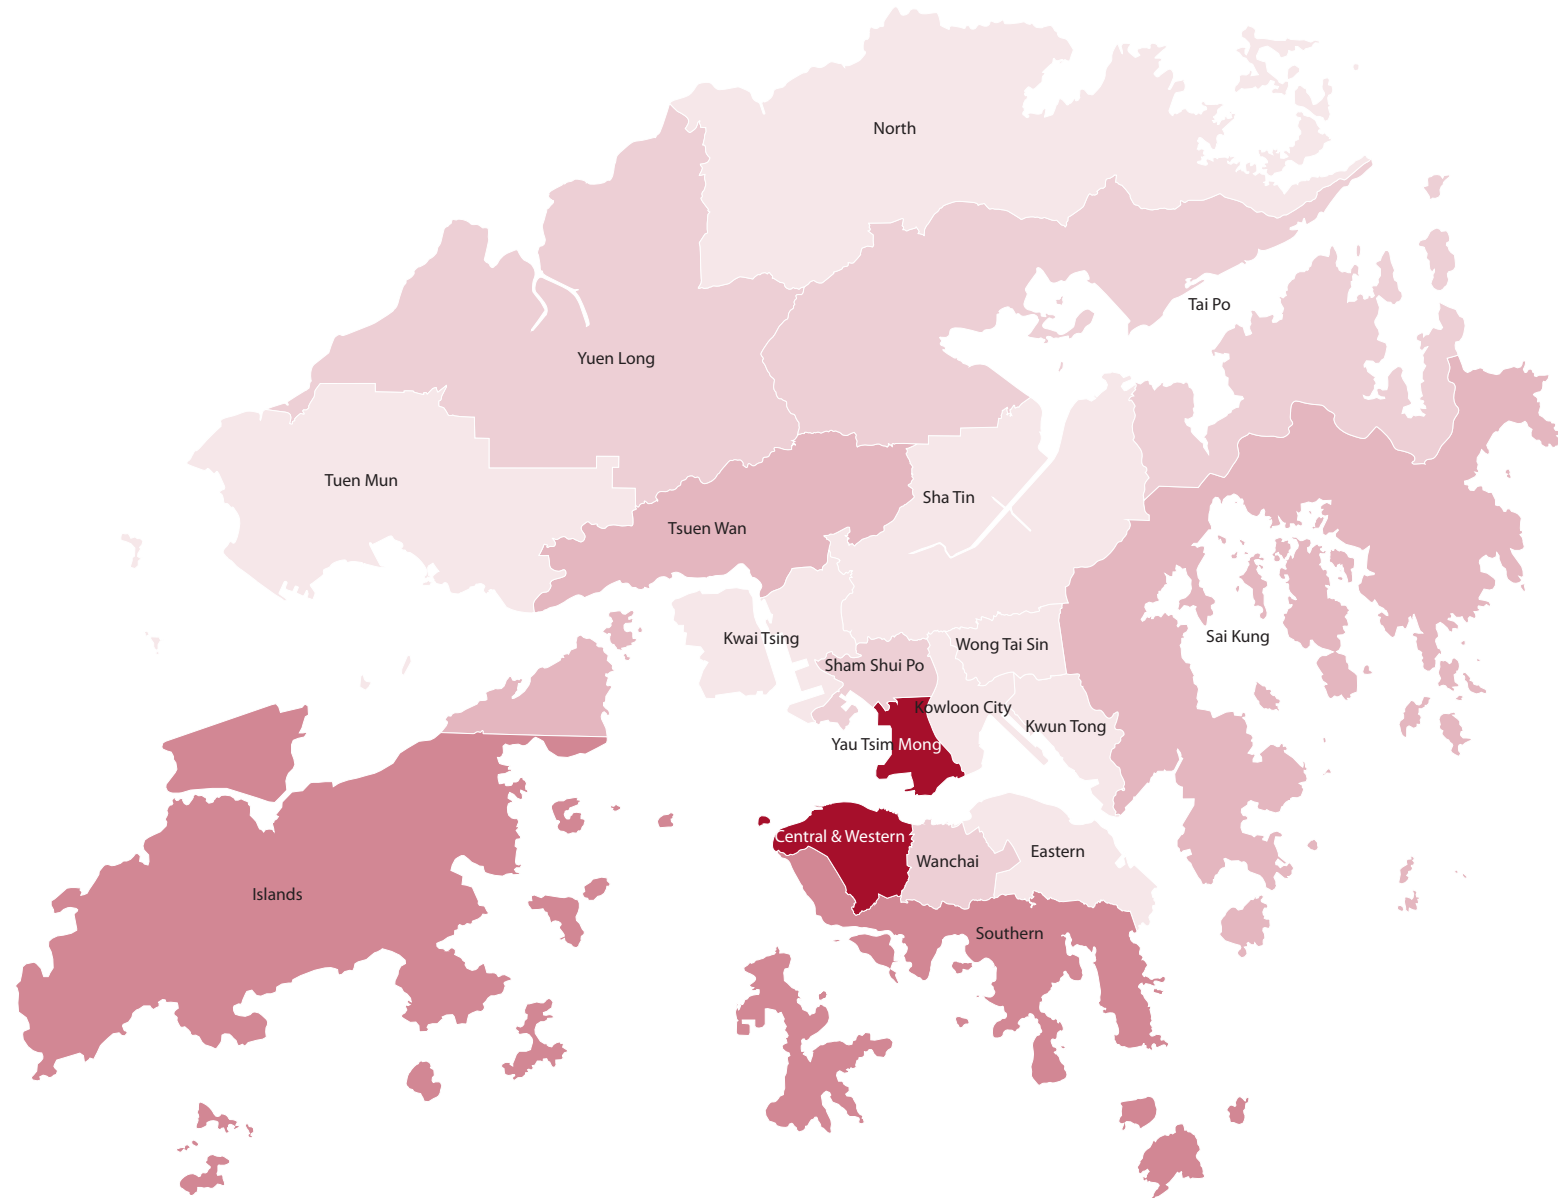 North
Tai Po
Yuen Long
Tuen Mun
Sha Tin
Tsuen Wan
Kwai Tsing
Wong Tai Sin
Sai Kung
Sham Shui Po
Kowloon City
Kwun Tong
Yau Tsim Mong
Central & Western
Wanchai
Eastern
Islands
Southern